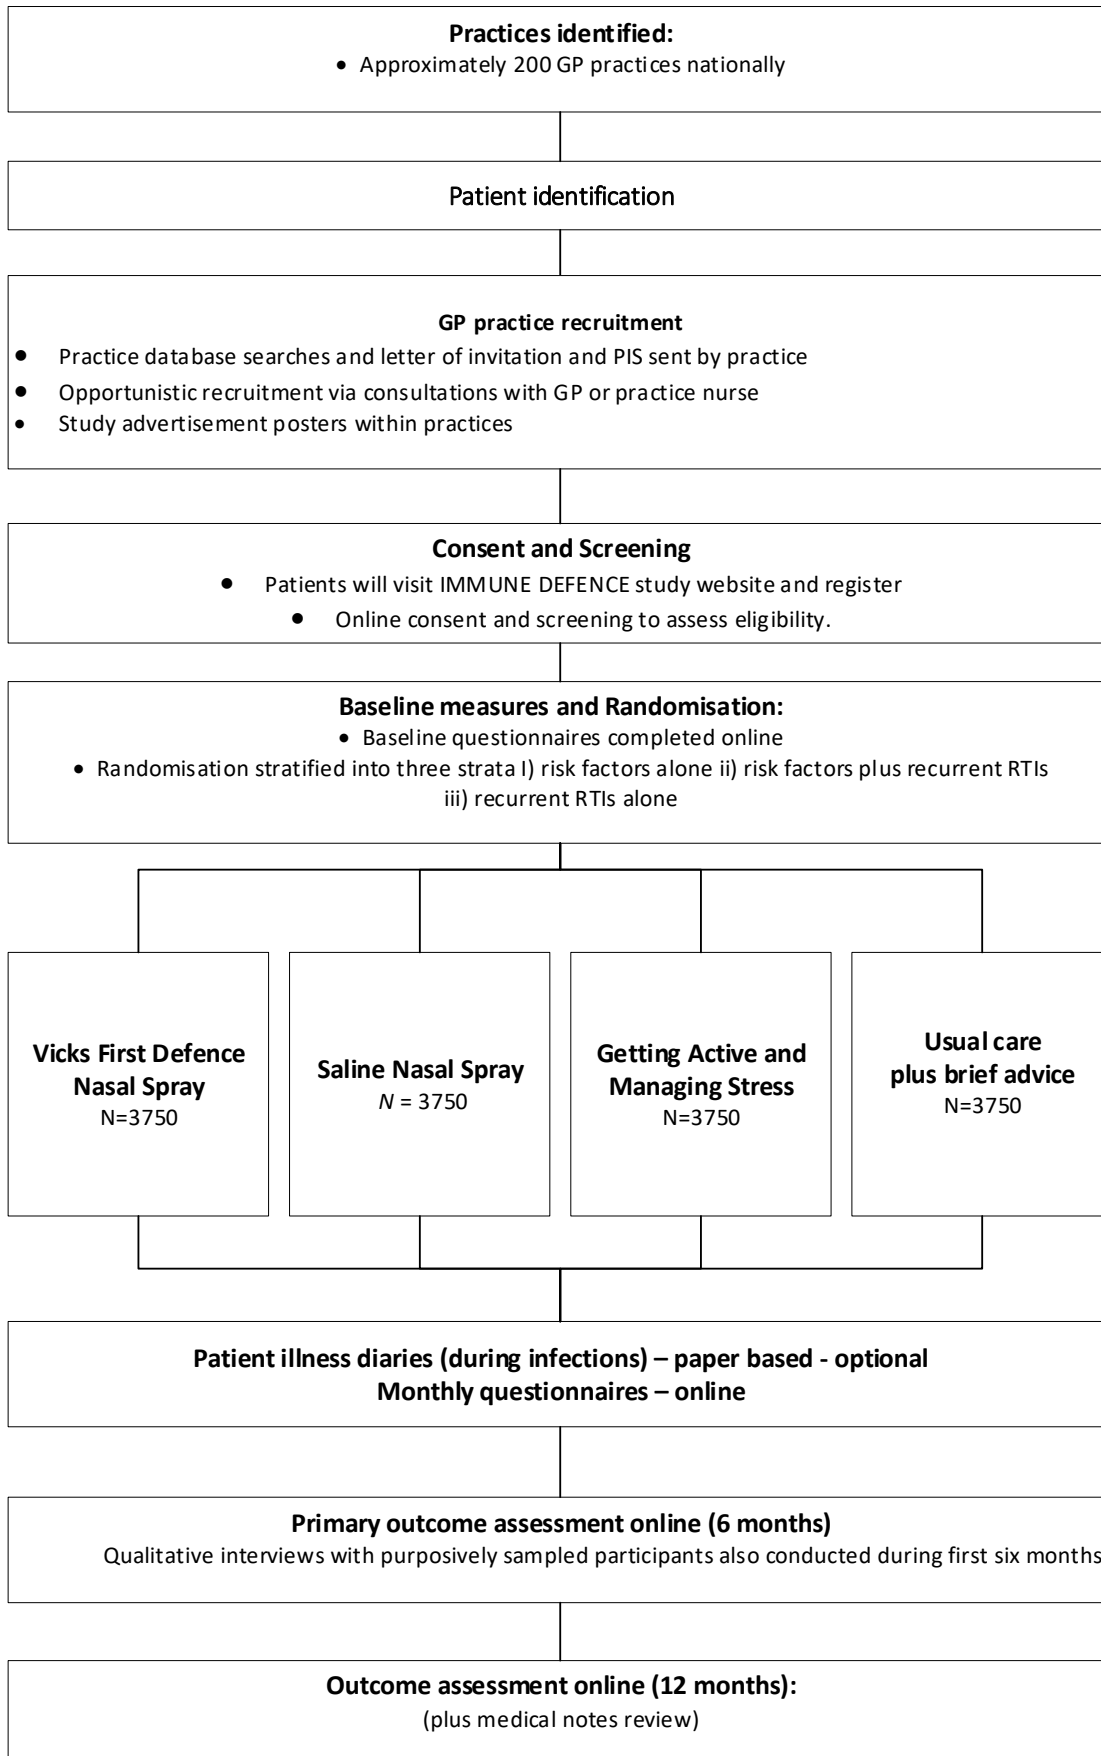 Practices identified:
• Approximately 200 GP practices nationally
Patient identification
GP practice recruitment
• Practice database searches and letter of invitation and PIS sent by practice
• Opportunistic recruitment via consultations with GP or practice nurse
• Study advertisement posters within practices
Consent and Screening
• Patients will visit IMMUNE DEFENCE study website and register
• Online consent and screening to assess eligibility.
Baseline measures and Randomisation:
• Baseline questionnaires completed online
• Randomisation stratified into three strata I) risk factors alone ii) risk factors plus recurrent RTIs
iii) recurrent RTIs alone
Vicks First Defence
Nasal Spray
N=3750
Saline Nasal Spray
N = 3750
Getting Active and
Managing Stress
N=3750
Usual care
plus brief advice
N=3750
Patient illness diaries (during infections) – paper based - optional
Monthly questionnaires – online
Primary outcome assessment online (6 months)
Qualitative interviews with purposively sampled participants also conducted during first six months
Outcome assessment online (12 months):
(plus medical notes review)